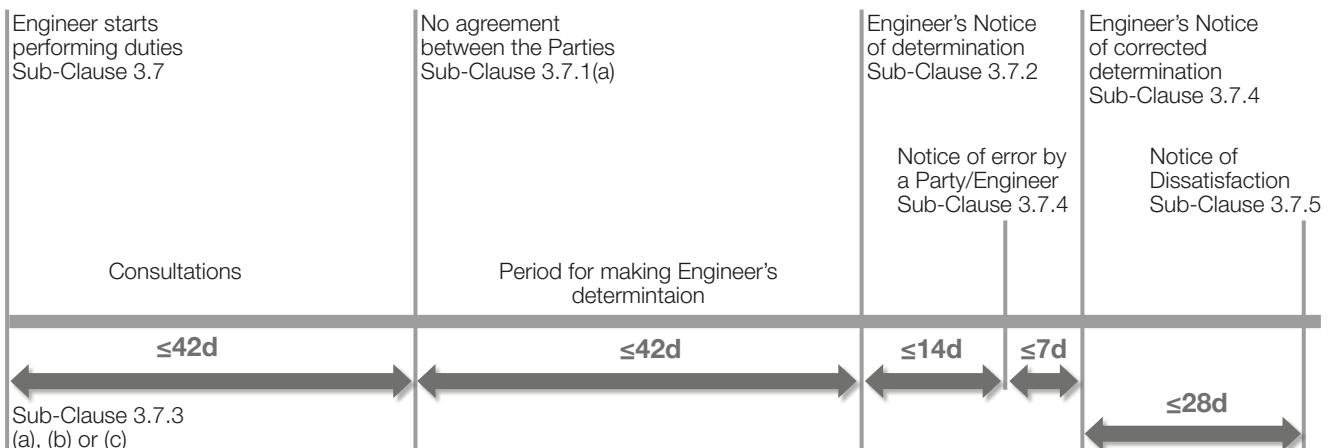 Engineer starts
performing duties
Sub-Clause 3.7
No agreement
between the Parties
Sub-Clause 3.7.1(a)
Engineer’s Notice
of determination
Sub-Clause 3.7.2
Engineer’s Notice
of corrected
determination
Sub-Clause 3.7.4
Notice of error by
a Party/Engineer
Sub-Clause 3.7.4
Notice of
Dissatisfaction
Sub-Clause 3.7.5
Consultations
Period for making Engineer’s
determintaion
≤42d
≤42d
≤14d
≤7d
≤28d
Sub-Clause 3.7.3
(a), (b) or (c)